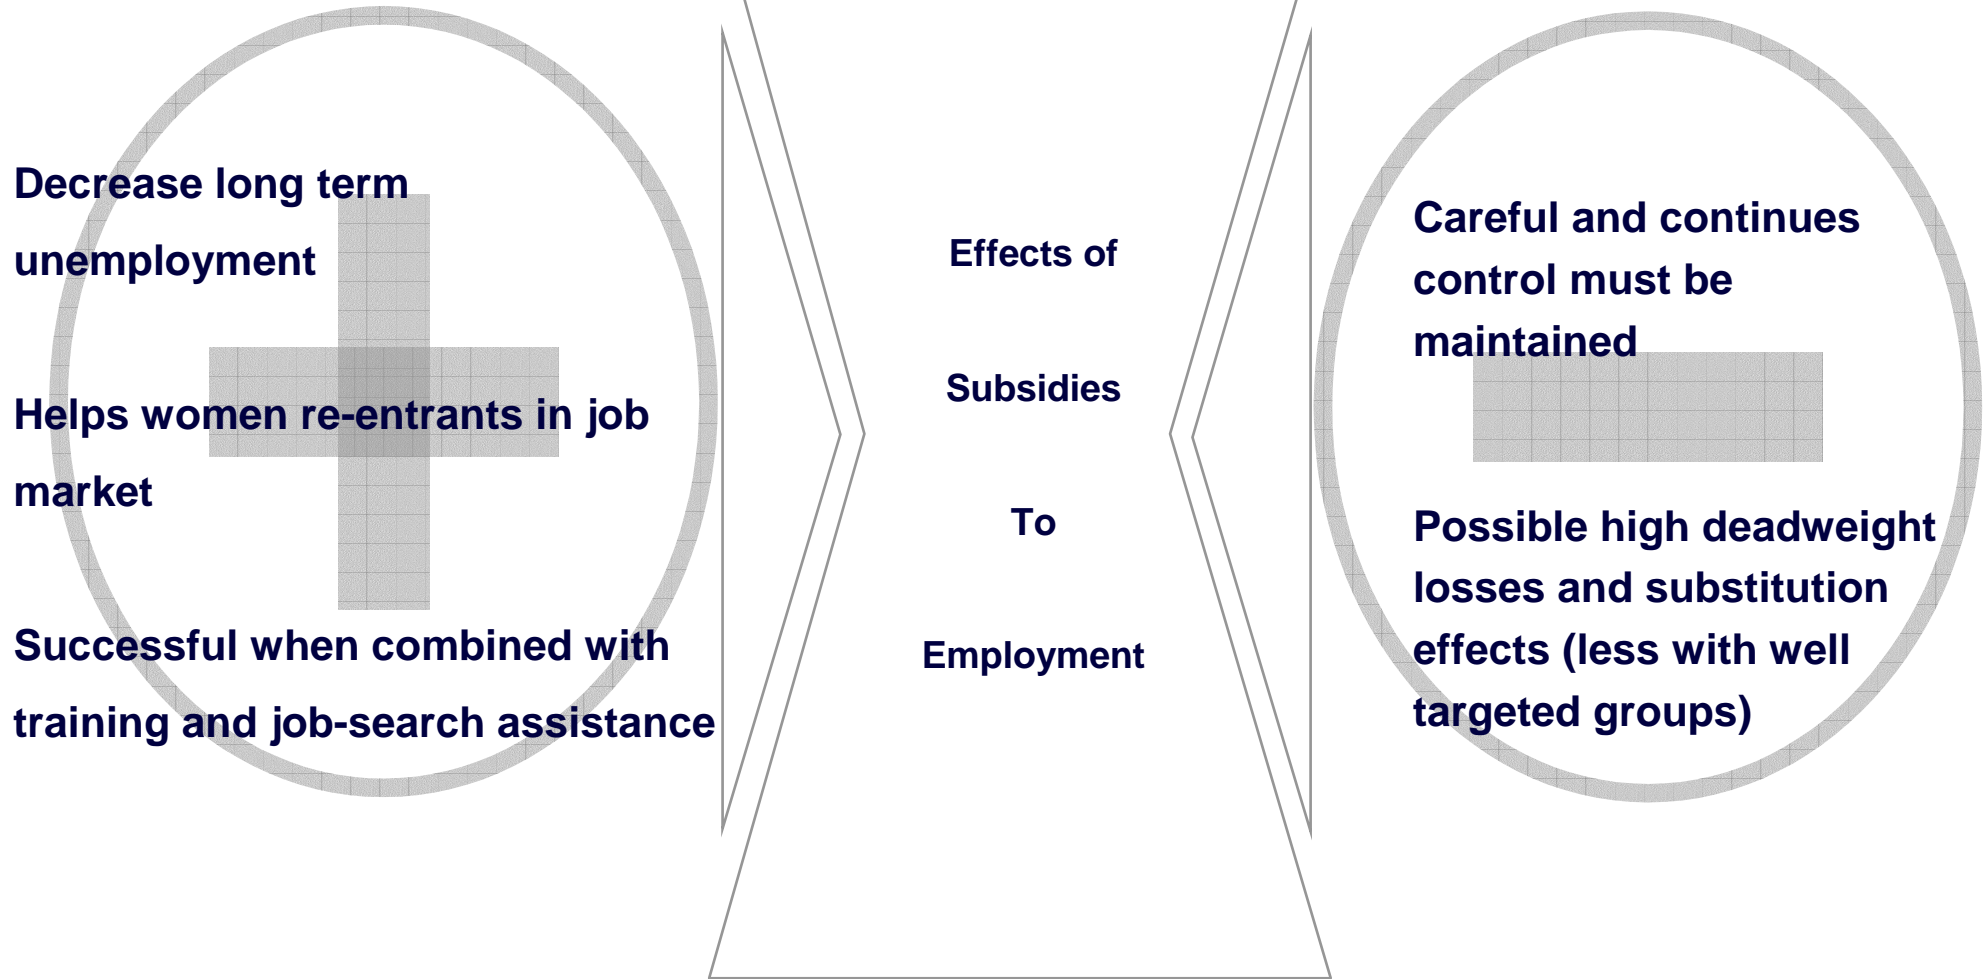 Decrease long term
unemployment
Helps women re-entrants in job
market
Successful when combined with
training and job-search assistance
Effects of
Subsidies
To
Employment
Careful and continues
control must be
maintained
Possible high deadweight
losses and substitution
effects (less with well
targeted groups)